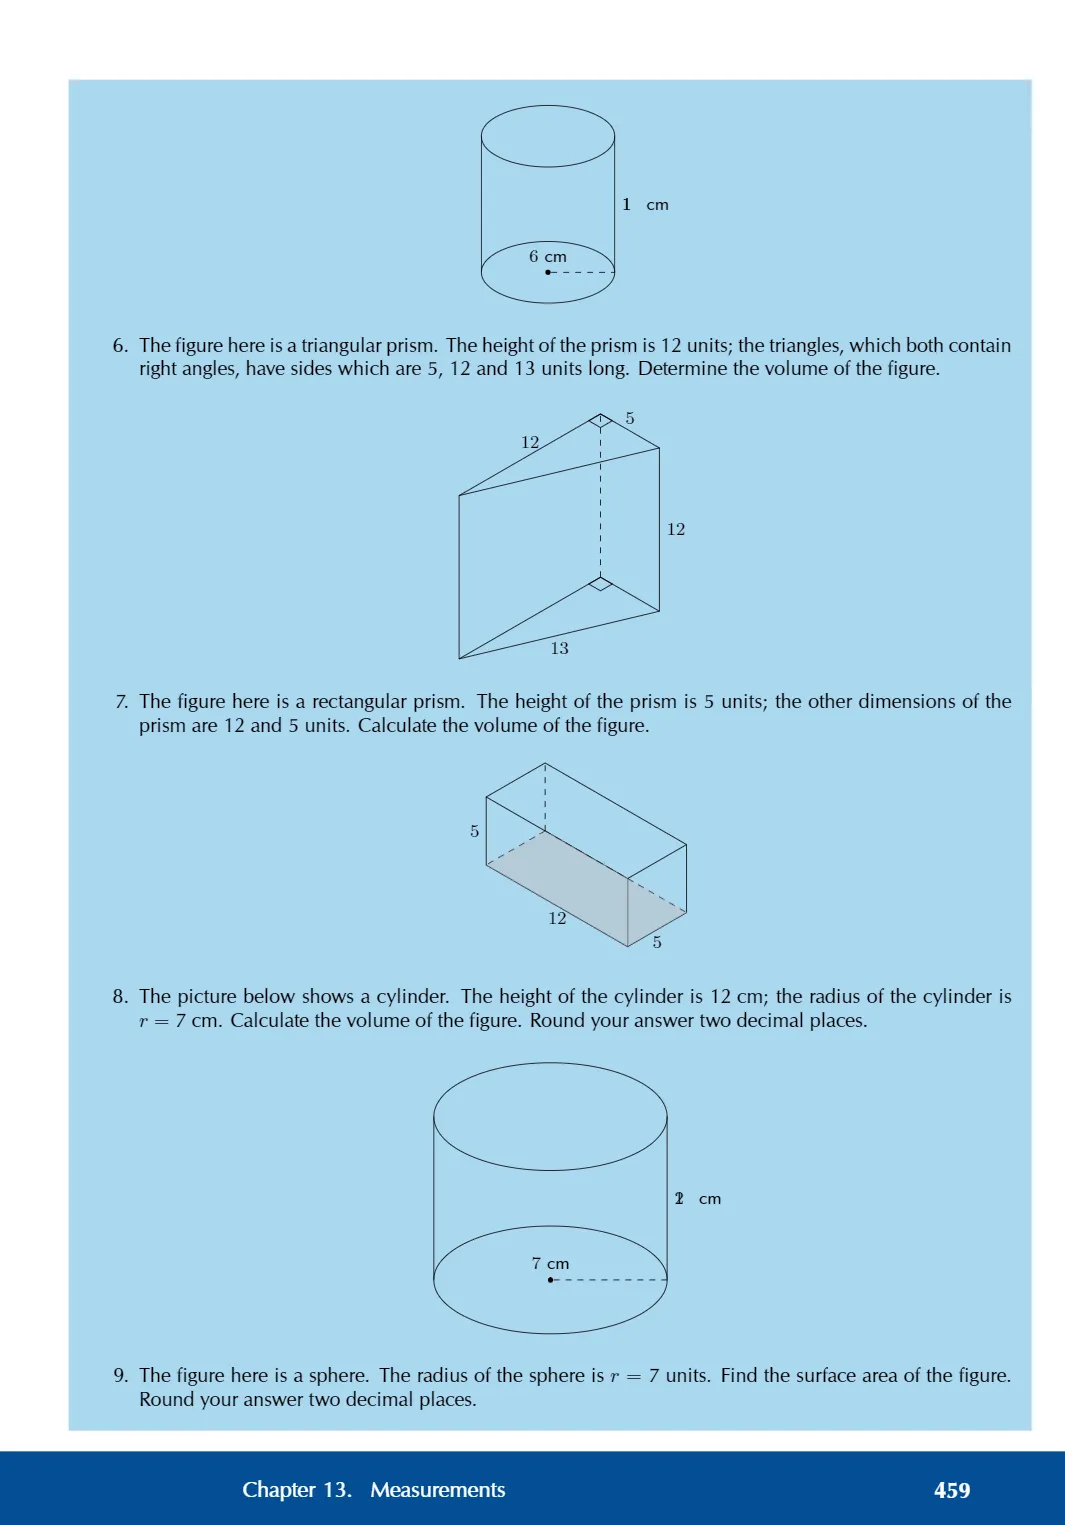 1 cm
6 cm
6. The figure here is a triangular prism. The height of the prism is 12 units; the triangles, which both contain
right angles, have sides which are 5, 12 and 13 units long. Determine the volume of the figure.
5
12
12
13
7. The figure here is a rectangular prism. The height of the prism is 5 units; the other dimensions of the
prism are 12 and 5 units. Calculate the volume of the figure.
5
12
5
8. The picture below shows a cylinder. The height of the cylinder is 12 cm; the radius of the cylinder is
r = 7 cm. Calculate the volume of the figure. Round your answer two decimal places.
cm
7 cm
9. The figure here is a sphere. The radius of the sphere is r = 7 units. Find the surface area of the figure.
Round your answer two decimal places.
Chapter 13. Measurements 459